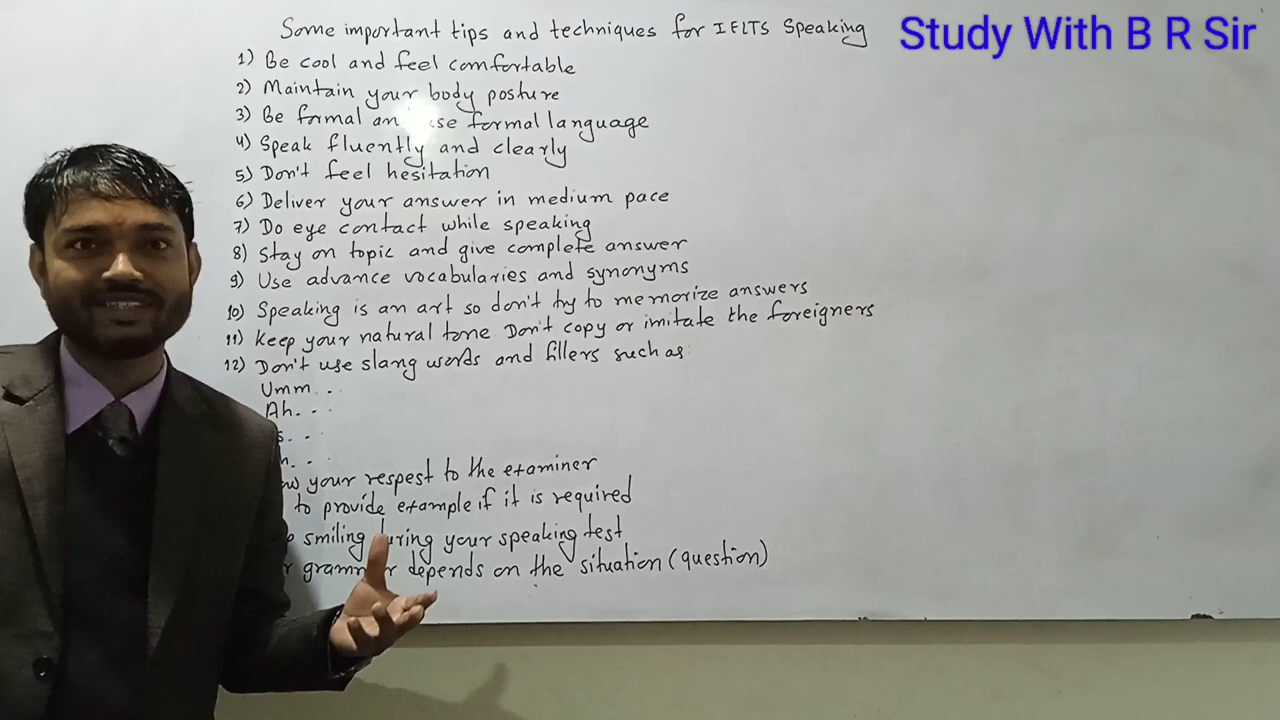 Some important tips and techniques for IELTS Speaking
Study With B R Sir
1) Be cool and feel comfortable
2) Maintain your body posture
3) Be formal an se formal language
4) Speak fluently and clearly
5) Don't feel hesitation
6) Deliver your answer in medium pace
7) Do eye contact while speaking
8) Stay on topic and give complete answer
9) Use advance vocabularies and synonyms
10) Speaking is an art so don't try to memorize answers
11) Keep your natural tone Don't copy or imitate the foreigners
12) Don't use slang words and fillers such as:
Umm. .
Ah. . .
s. . .
. . .
your respest to the examiner
to provide example if it is required
smiling uring your speaking test
depends on the situation (question)